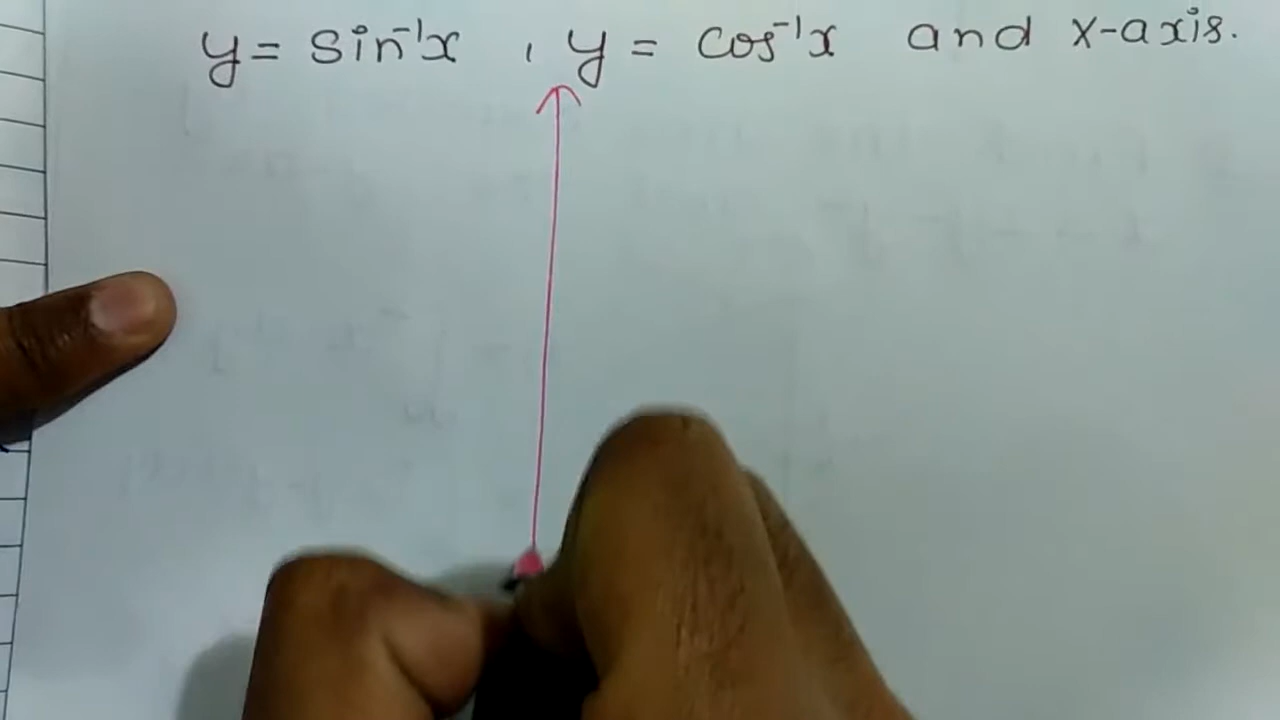 y = sin⁻¹x , y = cos⁻¹x and x-axis.